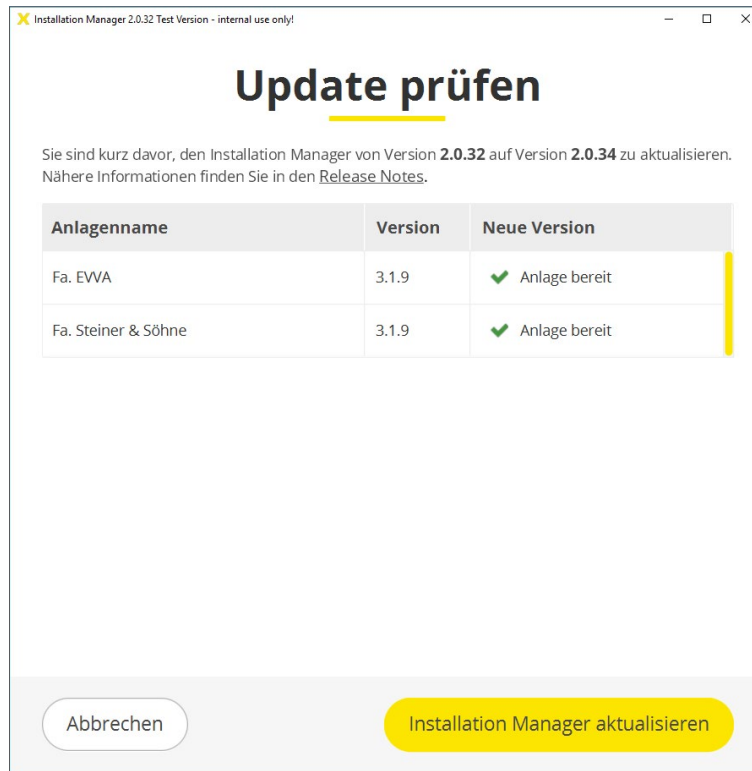 Installation Manager 2.0.32 Test Version - internal use only!
Update prüfen
Sie sind kurz davor, den Installation Manager von Version 2.0.32 auf Version 2.0.34 zu aktualisieren.
Nähere Informationen finden Sie in den Release Notes.
Anlagenname Version Neue Version
Fa. EVVA 3.1.9 Anlage bereit
Fa. Steiner & Söhne 3.1.9 Anlage bereit
Abbrechen Installation Manager aktualisieren